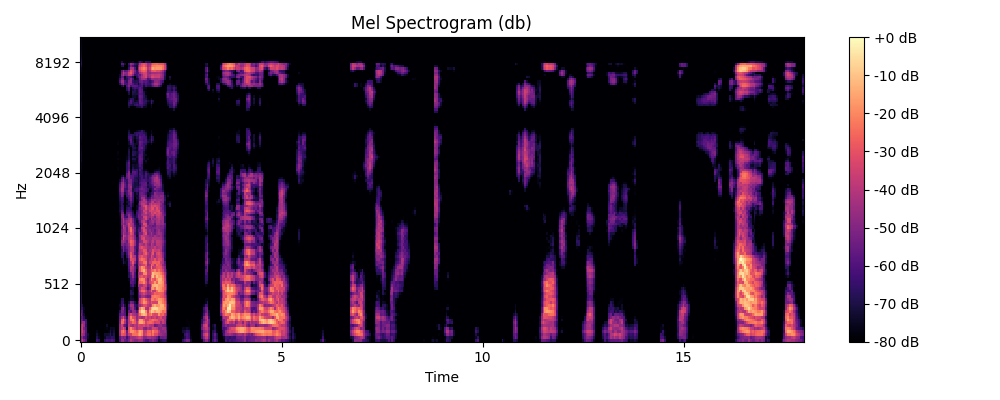 Mel Spectrogram (db)
Hz
8192
4096
2048
1024
512
0
0
5
10
15
Time
+0 dB
-10 dB
-20 dB
-30 dB
-40 dB
-50 dB
-60 dB
-70 dB
-80 dB